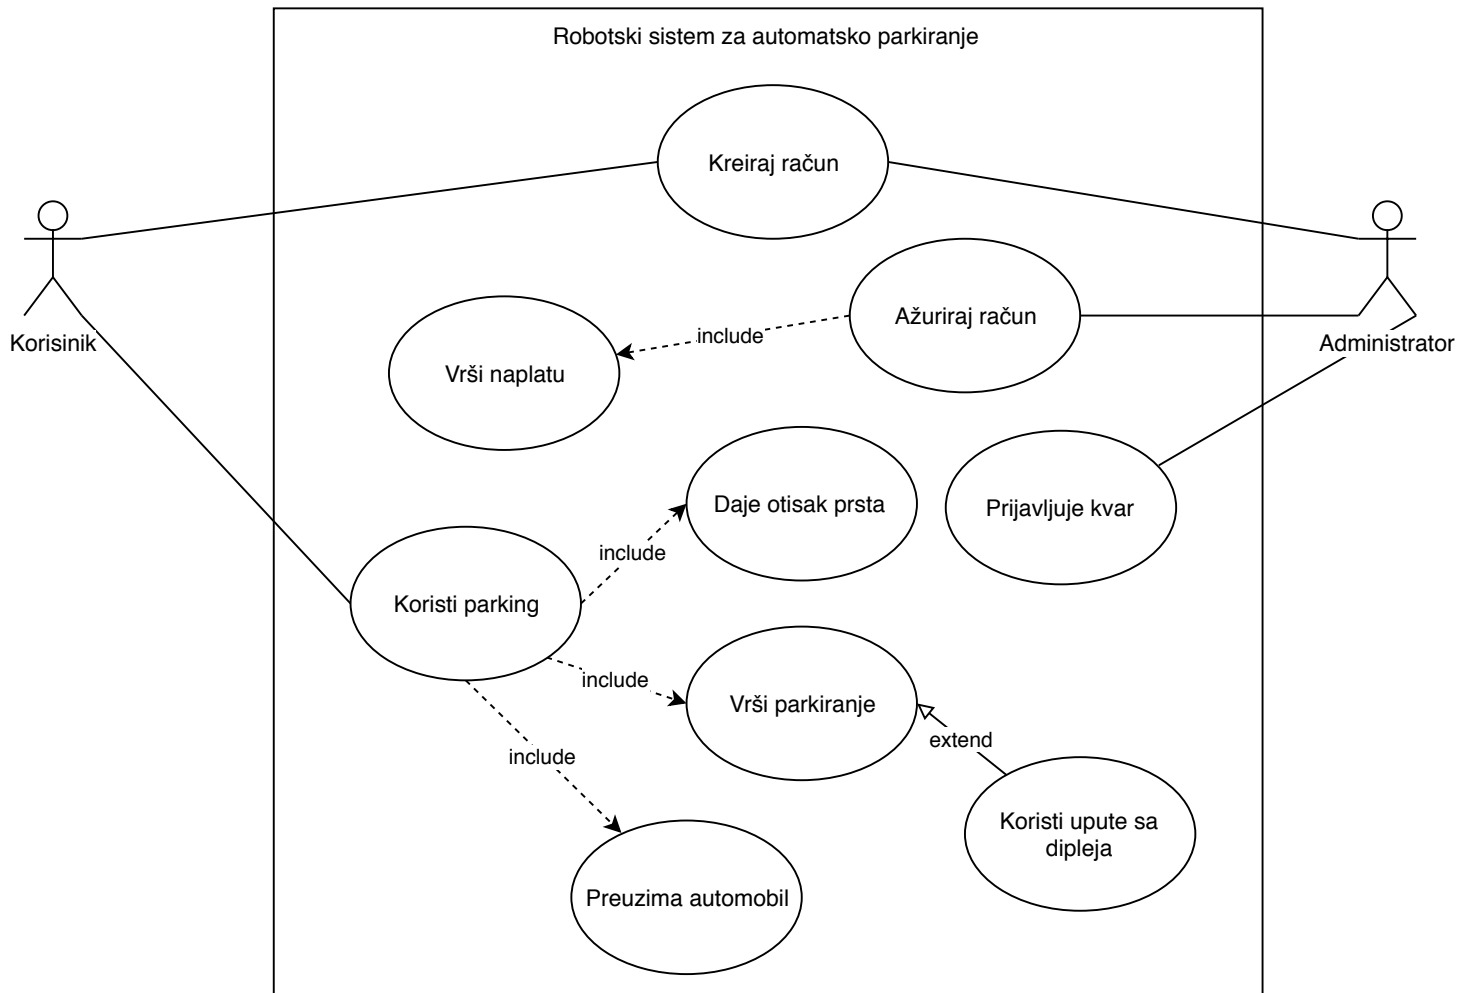 Robotski sistem za automatsko parkiranje
Kreiraj račun
Ažuriraj račun
include
Vrši naplatu
Korisinik
Administrator
Daje otisak prsta
Prijavljuje kvar
include
Koristi parking
include
Vrši parkiranje
extend
include
Koristi upute sa
dipleja
Preuzima automobil